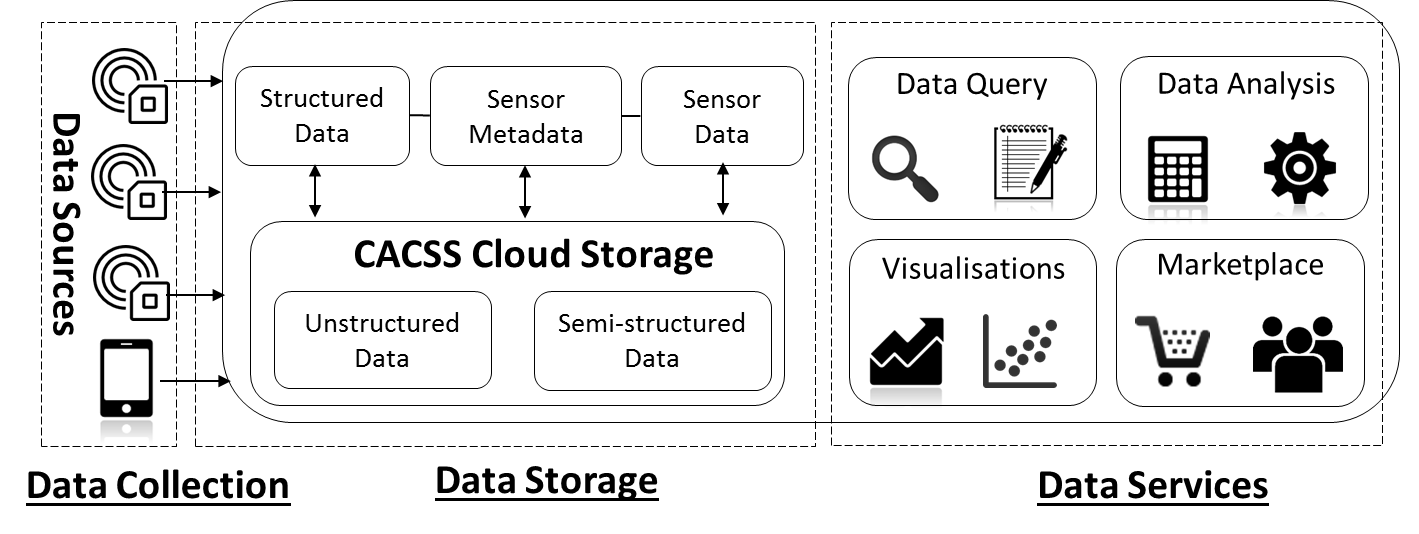 Data Sources
Structured
Data
Sensor
Metadata
Sensor
Data
CACSS Cloud Storage
Unstructured
Data
Semi-structured
Data
Data Query
Data Analysis
Visualisations
Marketplace
Data Collection
Data Storage
Data Services